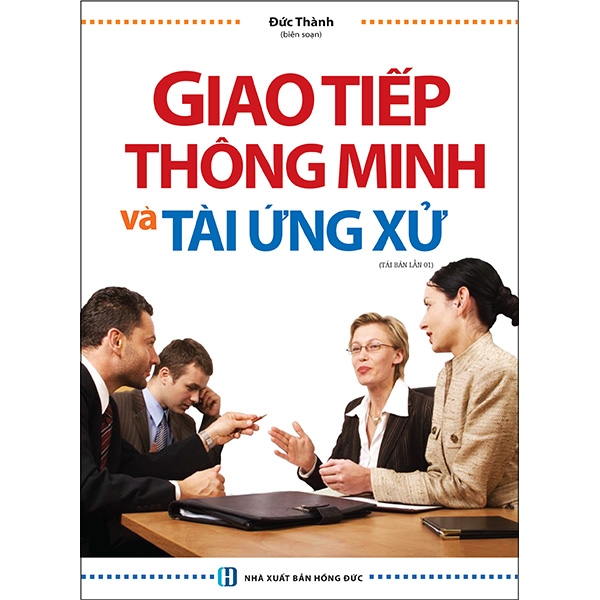 Đức Thành
(biên soạn)
GIAO TIẾP
THÔNG MINH
và TÀI ỨNG XỬ
(TÁI BẢN LẦN 01)
NHÀ XUẤT BẢN HỒNG ĐỨC